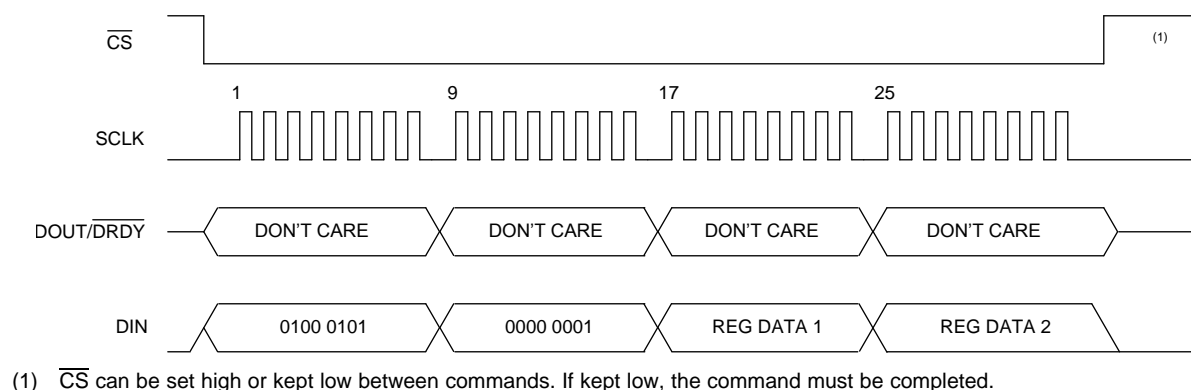 CS (1)
1 9 17 25
SCLK
DOUT/DRDY DON'T CARE DON'T CARE DON'T CARE DON'T CARE
DIN 0100 0101 0000 0001 REG DATA 1 REG DATA 2
(1) CS can be set high or kept low between commands. If kept low, the command must be completed.